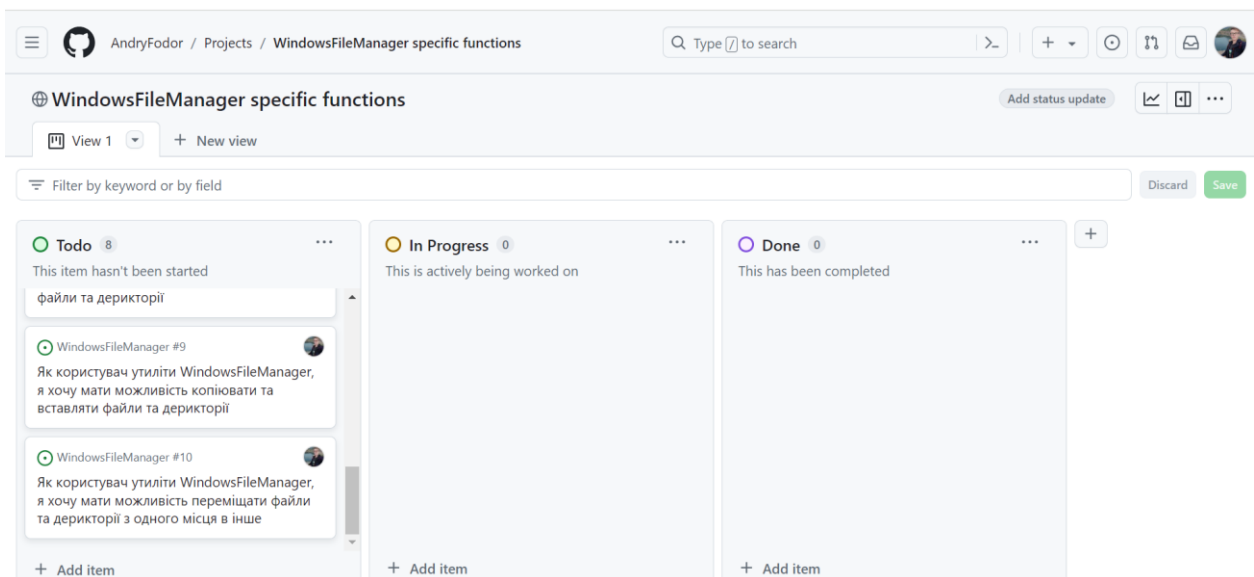 AndryFodor / Projects / WindowsFileManager specific functions
Type / to search
WindowsFileManager specific functions
Add status update
View 1
+ New view
Filter by keyword or by field
Discard
Save
Todo 8
This item hasn't been started
файли та дерикторії
WindowsFileManager #9
Як користувач утиліти WindowsFileManager,
я хочу мати можливість копіювати та
вставляти файли та дерикторії
WindowsFileManager #10
Як користувач утиліти WindowsFileManager,
я хочу мати можливість переміщати файли
та дерикторії з одного місця в інше
+ Add item
In Progress 0
This is actively being worked on
+ Add item
Done 0
This has been completed
+ Add item